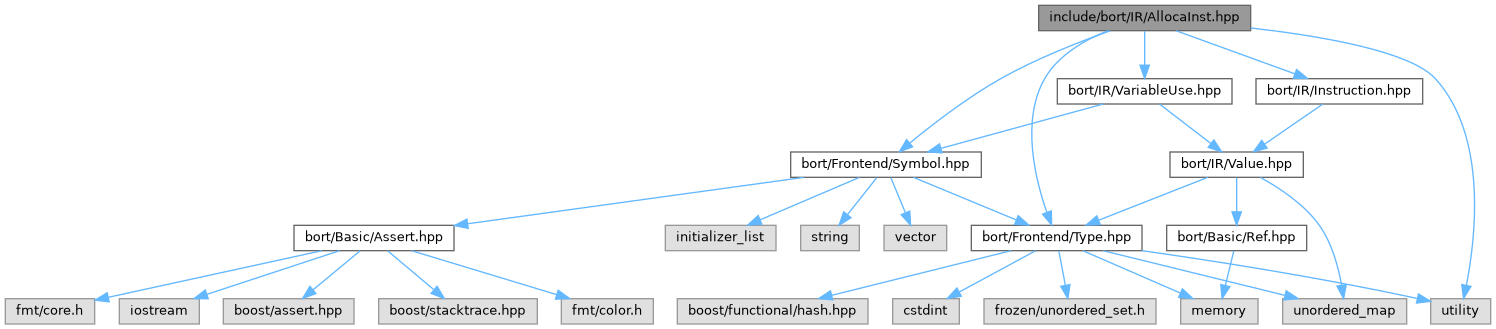 include/bort/IR/AllocaInst.hpp
bort/IR/VariableUse.hpp
bort/IR/Instruction.hpp
bort/Frontend/Symbol.hpp
bort/IR/Value.hpp
bort/Basic/Assert.hpp
initializer_list
string
vector
bort/Frontend/Type.hpp
bort/Basic/Ref.hpp
fmt/core.h
iostream
boost/assert.hpp
boost/stacktrace.hpp
fmt/color.h
boost/functional/hash.hpp
cstdint
frozen/unordered_set.h
memory
unordered_map
utility